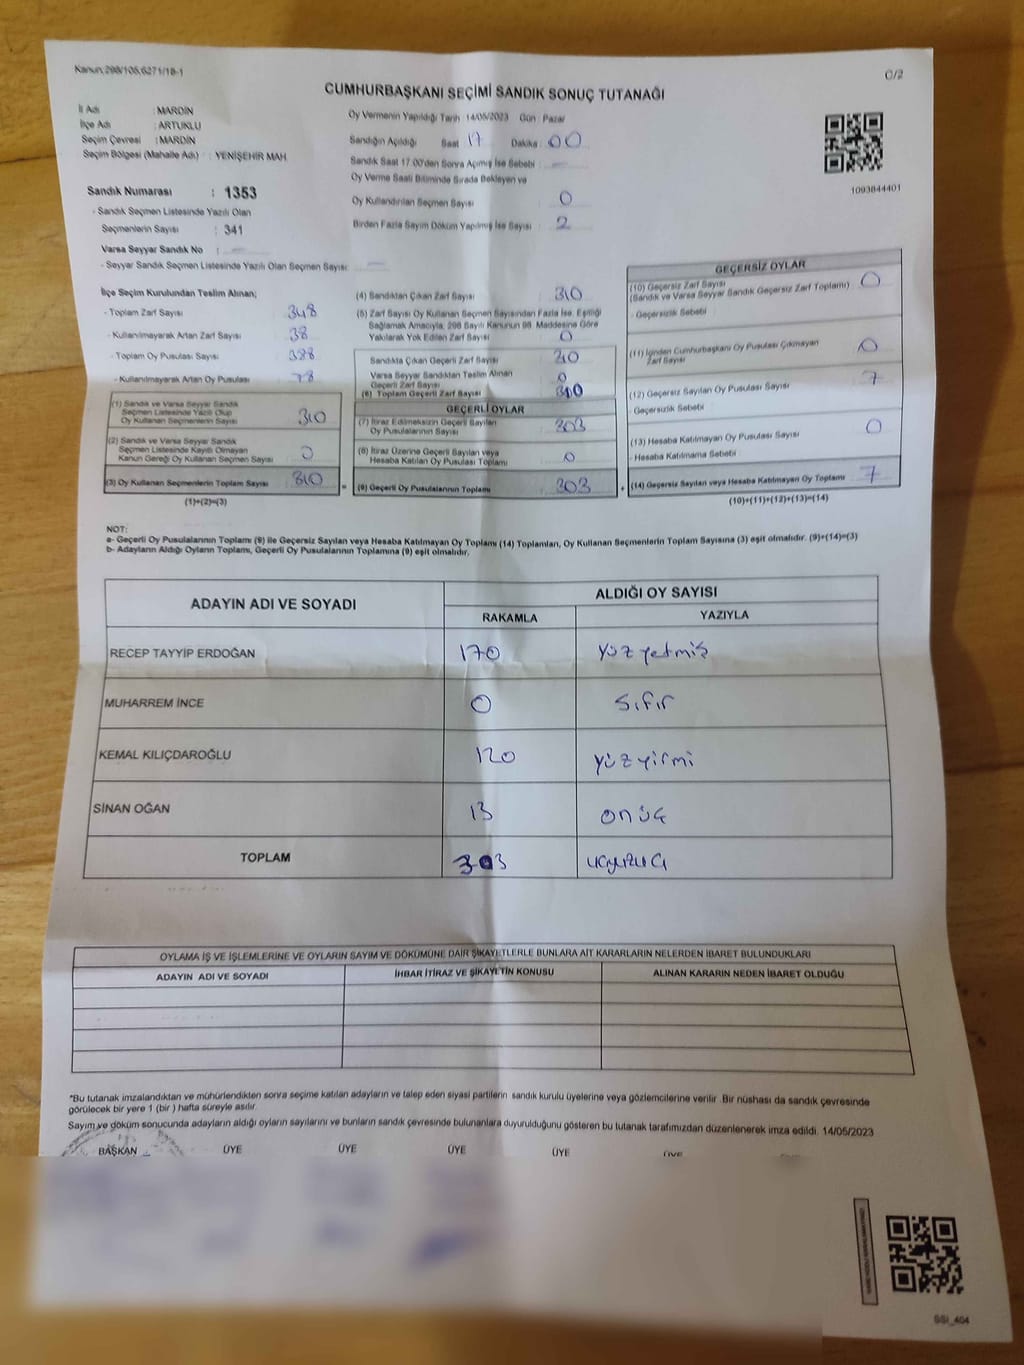 Kanun;298/105;6271/18-1
C/2
CUMHURBAŞKANI SEÇİMİ SANDIK SONUÇ TUTANAĞI
İl Adı : MARDİN
İlçe Adı : ARTUKLU
Seçim Çevresi : MARDİN
Seçim Bölgesi (Mahalle Adı) : YENİŞEHİR MAH.
Sandık Numarası : 1353
- Sandık Seçmen Listesinde Yazılı Olan
Seçmenlerin Sayısı : 341
Varsa Seyyar Sandık No : —
- Seyyar Sandık Seçmen Listesinde Yazılı Olan Seçmen Sayısı: —
Oy Vermenin Yapıldığı Tarih :14/05/2023 Gün : Pazar
Sandığın Açıldığı Saat 17 Dakika : 00
Sandık Saat 17.00'den Sonra Açılmış İse Sebebi : —
Oy Verme Saati Bitiminde Sırada Bekleyen ve
Oy Kullandırılan Seçmen Sayısı 0
Birden Fazla Sayım Döküm Yapılmış İse Sayısı : 2
1093844401
İlçe Seçim Kurulundan Teslim Alınan;
- Toplam Zarf Sayısı : 348
- Kullanılmayarak Artan Zarf Sayısı : 38
- Toplam Oy Pusulası Sayısı : 388
- Kullanılmayarak Artan Oy Pusulası : 78
(1) Sandık ve Varsa Seyyar Sandık
Seçmen Listesinde Yazılı Olup
Oy Kullanan Seçmenlerin Sayısı : 310
(2) Sandık ve Varsa Seyyar Sandık
Seçmen Listesinde Kayıtlı Olmayan
Kanun Gereği Oy Kullanan Seçmen Sayısı : 0
(3) Oy Kullanan Seçmenlerin Toplam Sayısı : 310
(1)+(2)=(3)
(4) Sandıktan Çıkan Zarf Sayısı : 310
(5) Zarf Sayısı Oy Kullanan Seçmen Sayısından Fazla İse, Eşitliği
Sağlamak Amacıyla, 298 Sayılı Kanunun 98. Maddesine Göre
Yakılarak Yok Edilen Zarf Sayısı : 0
Sandıkta Çıkan Geçerli Zarf Sayısı : 310
Varsa Seyyar Sandıktan Teslim Alınan
Geçerli Zarf Sayısı : 0
(6) Toplam Geçerli Zarf Sayısı : 310
GEÇERLİ OYLAR
(7) İtiraz Edilmeksizin Geçerli Sayılan
Oy Pusulalarının Sayısı : 303
(8) İtiraz Üzerine Geçerli Sayılan veya
Hesaba Katılan Oy Pusulası Toplamı : 0
= (9) Geçerli Oy Pusulalarının Toplamı : 303
GEÇERSİZ OYLAR
(10) Geçersiz Zarf Sayısı
(Sandık ve Varsa Seyyar Sandık Geçersiz Zarf Toplamı) : 0
- Geçersizlik Sebebi
(11) İçinden Cumhurbaşkanı Oy Pusulası Çıkmayan
Zarf Sayısı : 0
(12) Geçersiz Sayılan Oy Pusulası Sayısı : 7
- Geçersizlik Sebebi
(13) Hesaba Katılmayan Oy Pusulası Sayısı : 0
- Hesaba Katılmama Sebebi
+ (14) Geçersiz Sayılan veya Hesaba Katılmayan Oy Toplamı : 7
(10)+(11)+(12)+(13)=(14)
NOT:
a- Geçerli Oy Pusulalarının Toplamı (9) ile Geçersiz Sayılan veya Hesaba Katılmayan Oy Toplamı (14) Toplamları, Oy Kullanan Seçmenlerin Toplam Sayısına (3) eşit olmalıdır. (9)+(14)=(3)
b- Adayların Aldığı Oyların Toplamı, Geçerli Oy Pusulalarının Toplamına (9) eşit olmalıdır.
ADAYIN ADI VE SOYADI ALDIĞI OY SAYISI
RAKAMLA YAZIYLA
RECEP TAYYİP ERDOĞAN 170 yüz yetmiş
MUHARREM İNCE 0 sıfır
KEMAL KILIÇDAROĞLU 120 yüz yirmi
SİNAN OĞAN 13 onüç
TOPLAM 303 üçyüzüç
OYLAMA İŞ VE İŞLEMLERİNE VE OYLARIN SAYIM VE DÖKÜMÜNE DAİR ŞİKAYETLERLE BUNLARA AİT KARARLARIN NELERDEN İBARET BULUNDUKLARI
ADAYIN ADI VE SOYADI İHBAR İTİRAZ VE ŞİKAYETİN KONUSU ALINAN KARARIN NEDEN İBARET OLDUĞU
*Bu tutanak imzalandıktan ve mühürlendikten sonra seçime katılan adayların ve talep eden siyasi partilerin sandık kurulu üyelerine veya gözlemcilerine verilir. Bir nüshası da sandık çevresinde
görülecek bir yere 1 (bir ) hafta süreyle asılır.
Sayım ve döküm sonucunda adayların aldığı oyların sayılarını ve bunların sandık çevresinde bulunanlara duyurulduğunu gösteren bu tutanak tarafımızdan düzenlenerek imza edildi. 14/05/2023
BAŞKAN ÜYE ÜYE ÜYE ÜYE ÜYE
SSI_404